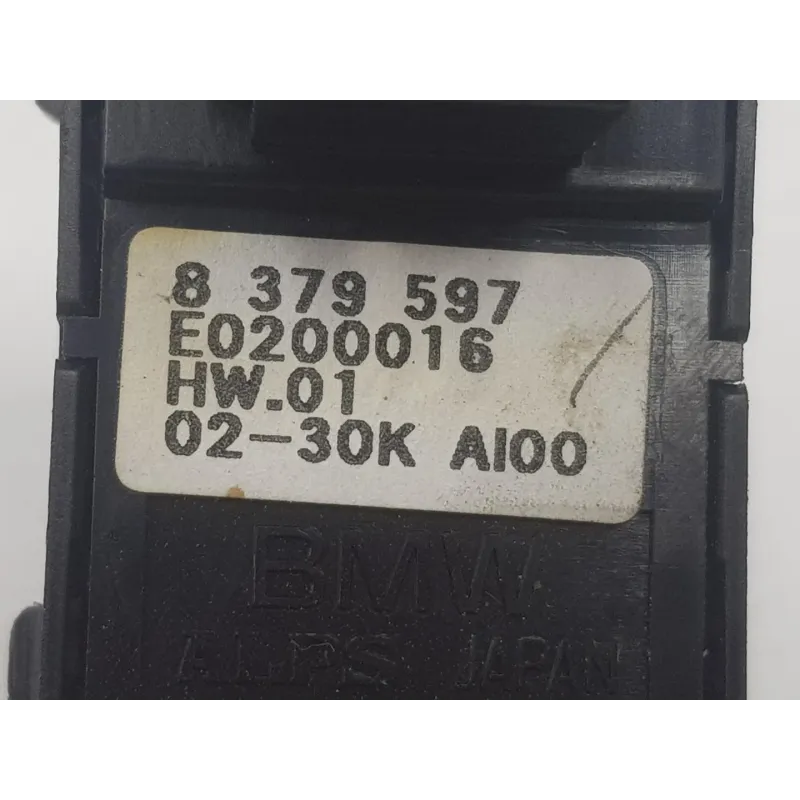 8 379 597
E0200016
HW.01
02-30K AI00
BMW
ALPS JAPAN